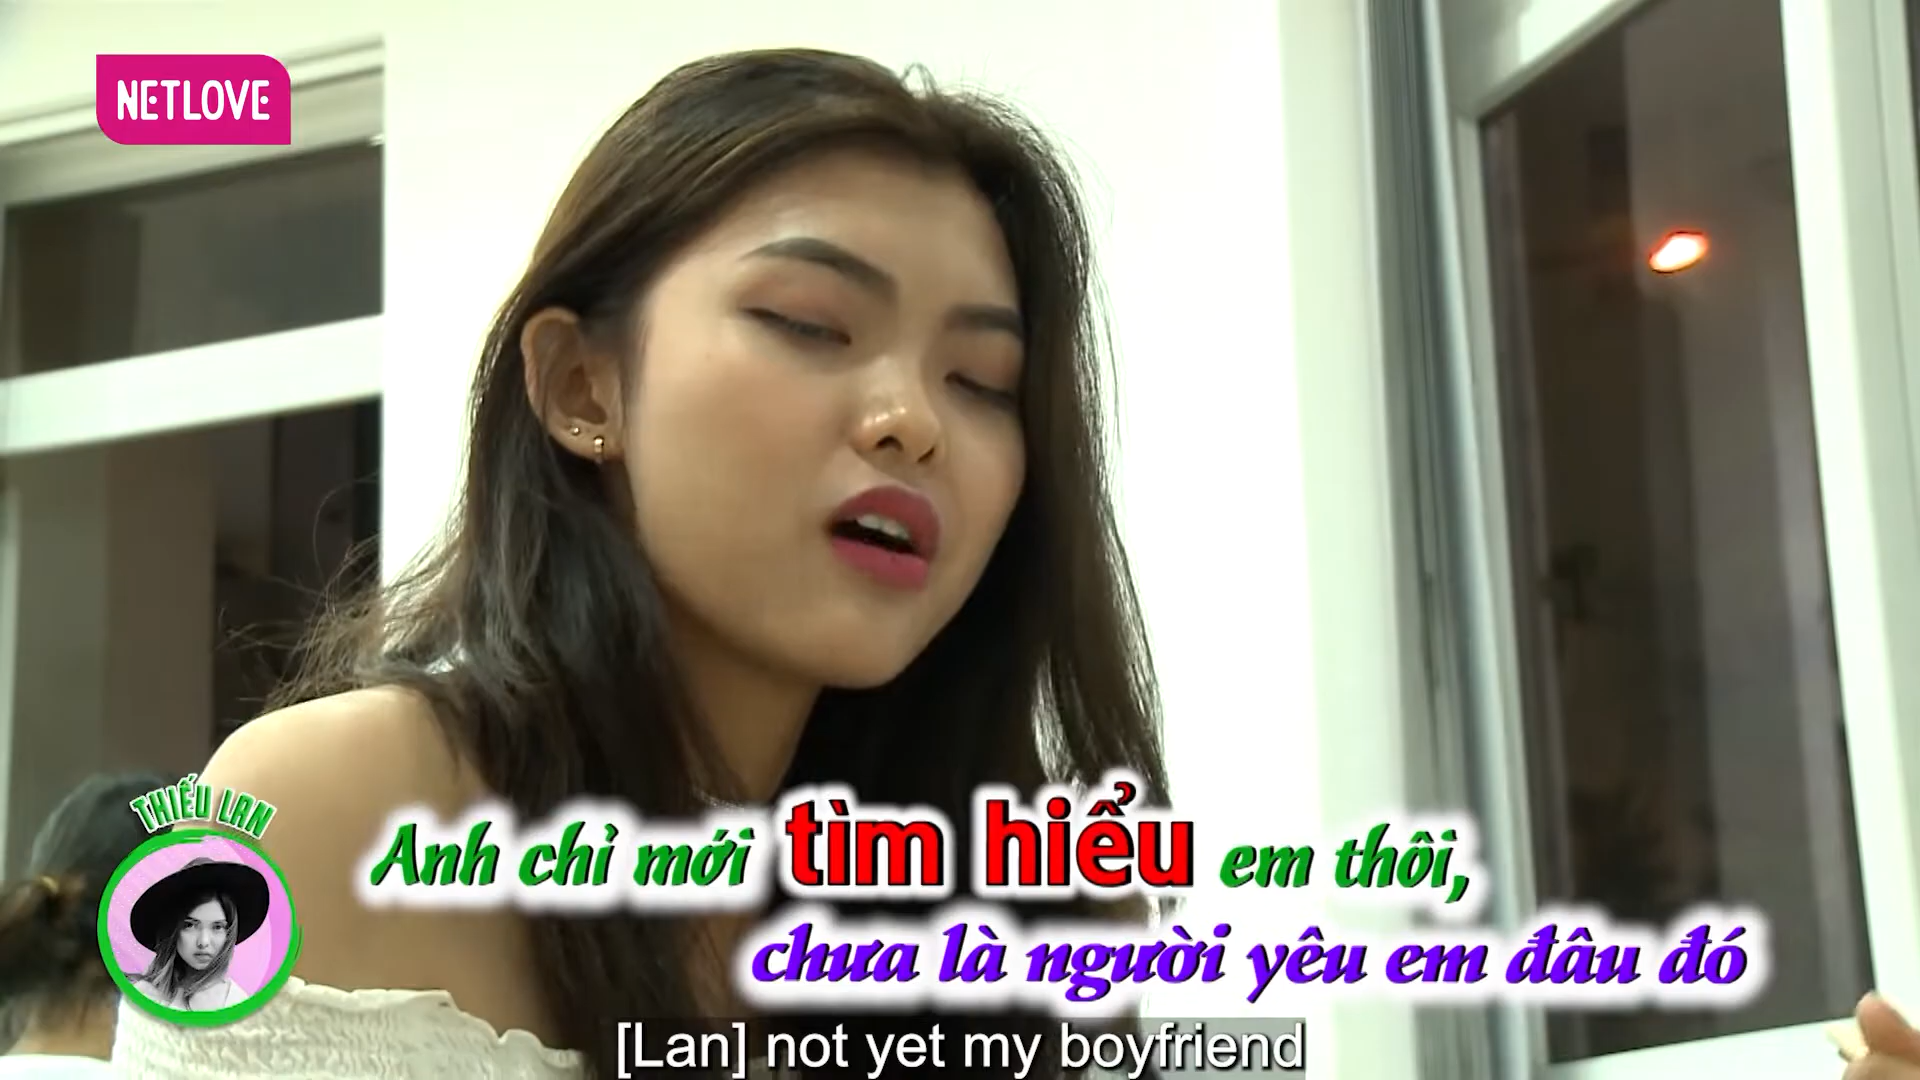 NETLOVE
THIẾU LAN
Anh chỉ mới tìm hiểu em thôi,
chưa là người yêu em đâu đó
[Lan] not yet my boyfriend